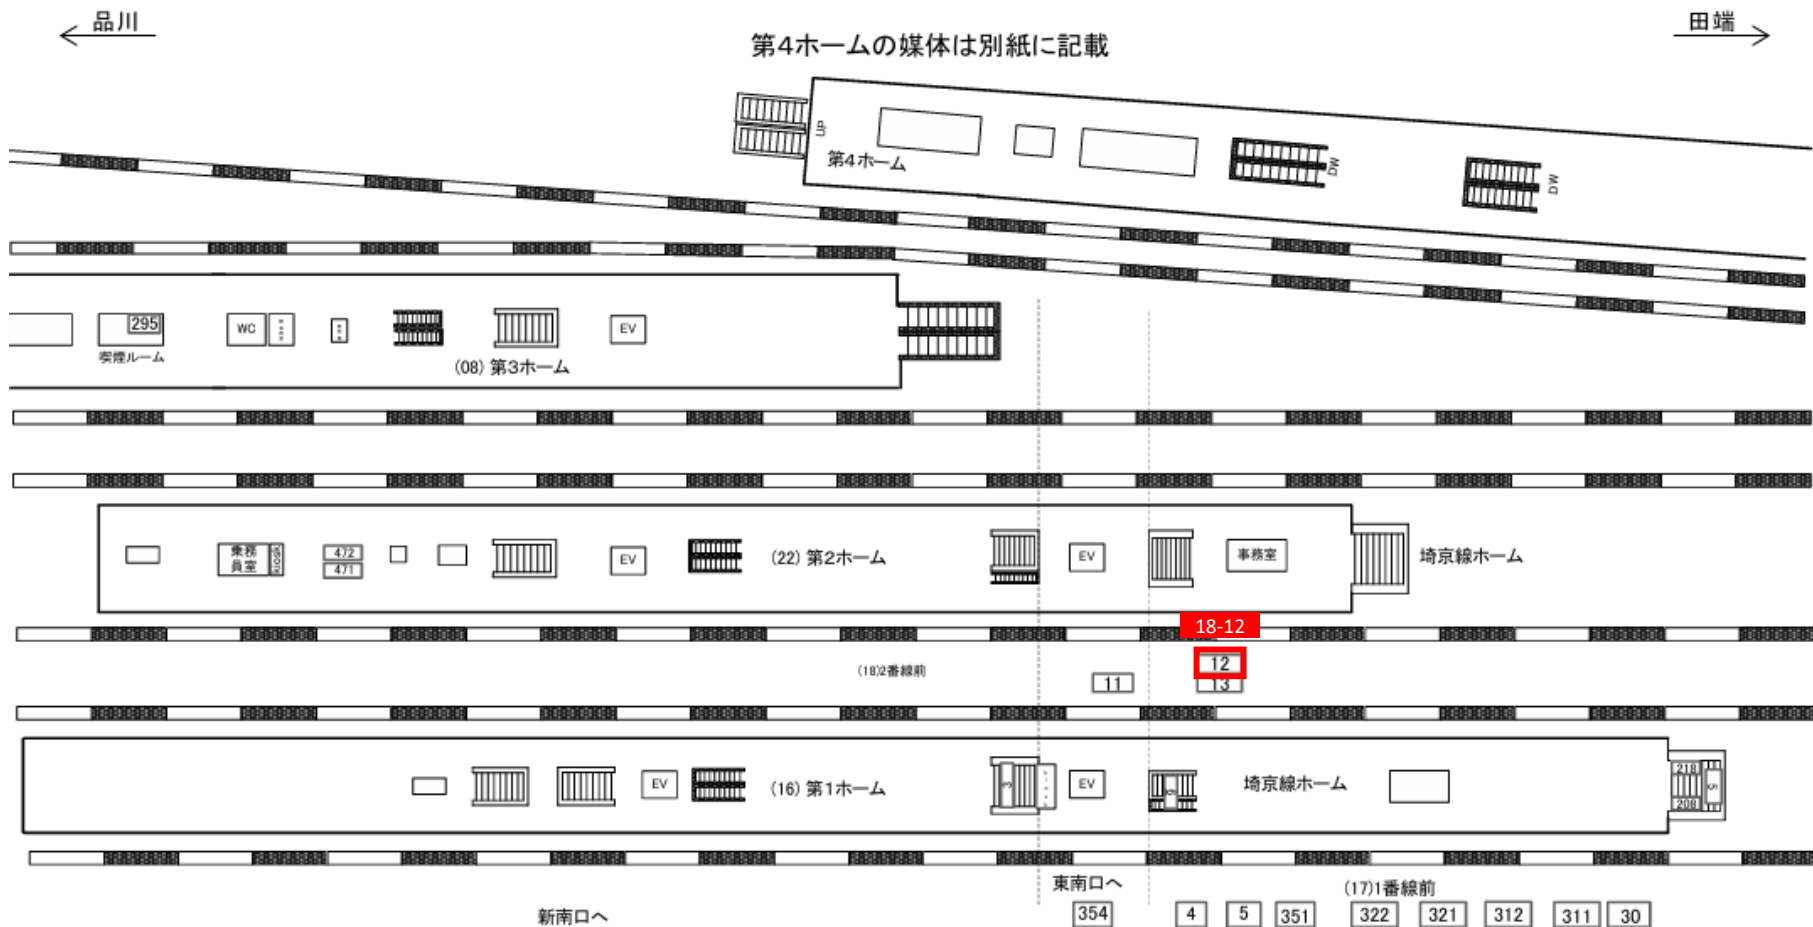 品川
田端
第4ホームの媒体は別紙に記載
UP
第4ホーム
DW
DW
295
喫煙ルーム
WC
EV
(08) 第3ホーム
乗務
員室
472
471
EV
(22) 第2ホーム
EV
事務室
埼京線ホーム
18-12
12
13
11
(18)2番線前
EV
(16) 第1ホーム
3
EV
6
埼京線ホーム
218
208
5
東南口へ
(17)1番線前
新南口へ
354
4
5
351
322
321
312
311
30